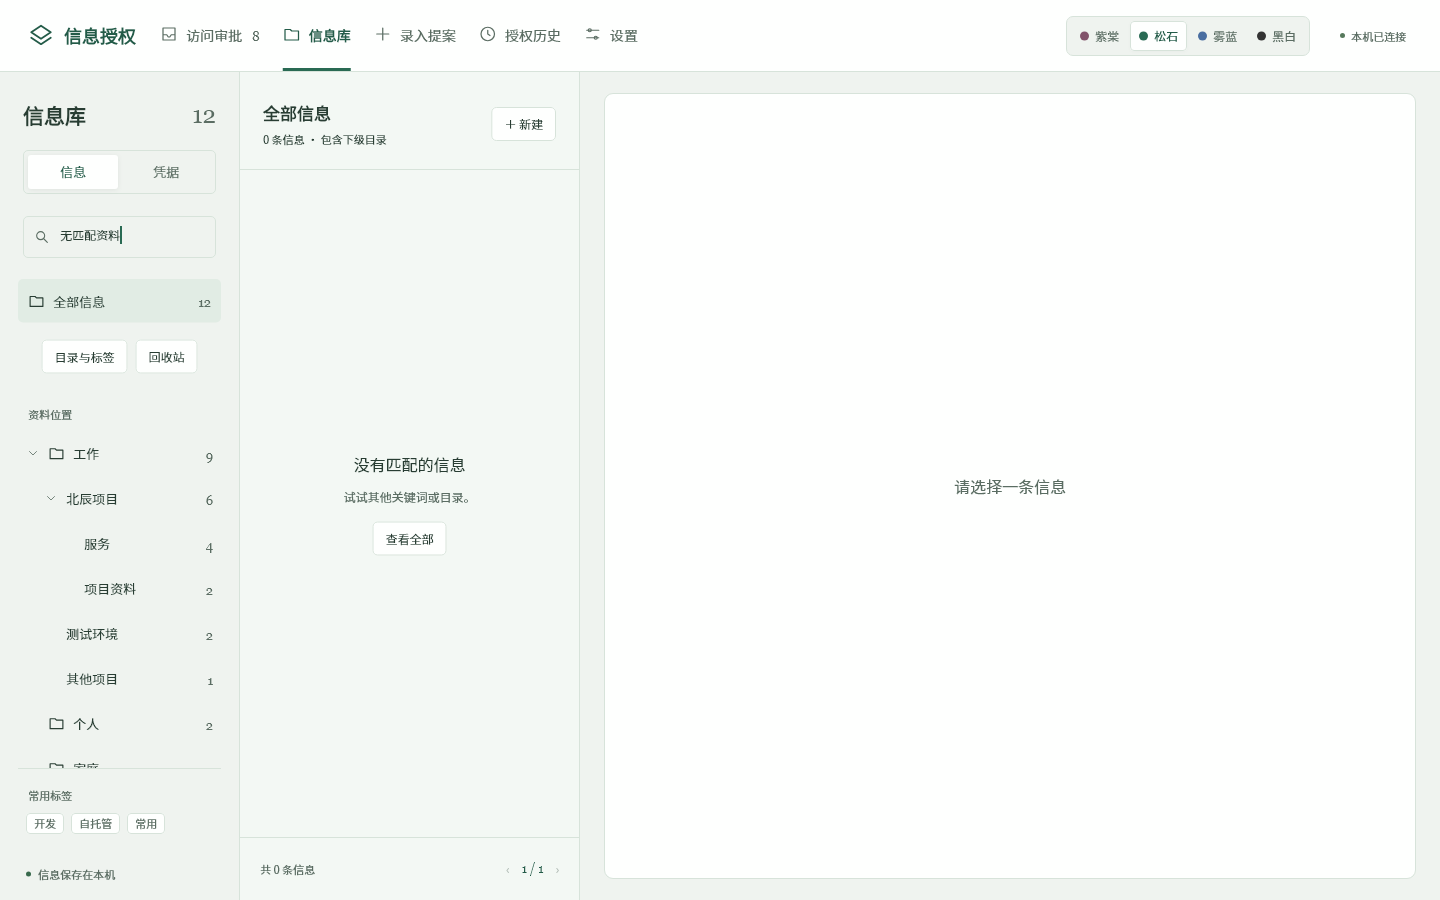 信息授权
访问审批 8
信息库
录入提案
授权历史
设置
紫棠
松石
雾蓝
黑白
本机已连接
信息库 12
信息
凭据
无匹配资料
全部信息 12
目录与标签
回收站
资料位置
工作 9
北辰项目 6
服务 4
项目资料 2
测试环境 2
其他项目 1
个人 2
家庭
常用标签
开发
自托管
常用
信息保存在本机
全部信息
0 条信息 · 包含下级目录
新建
没有匹配的信息
试试其他关键词或目录。
查看全部
共 0 条信息
‹ 1 / 1 ›
请选择一条信息